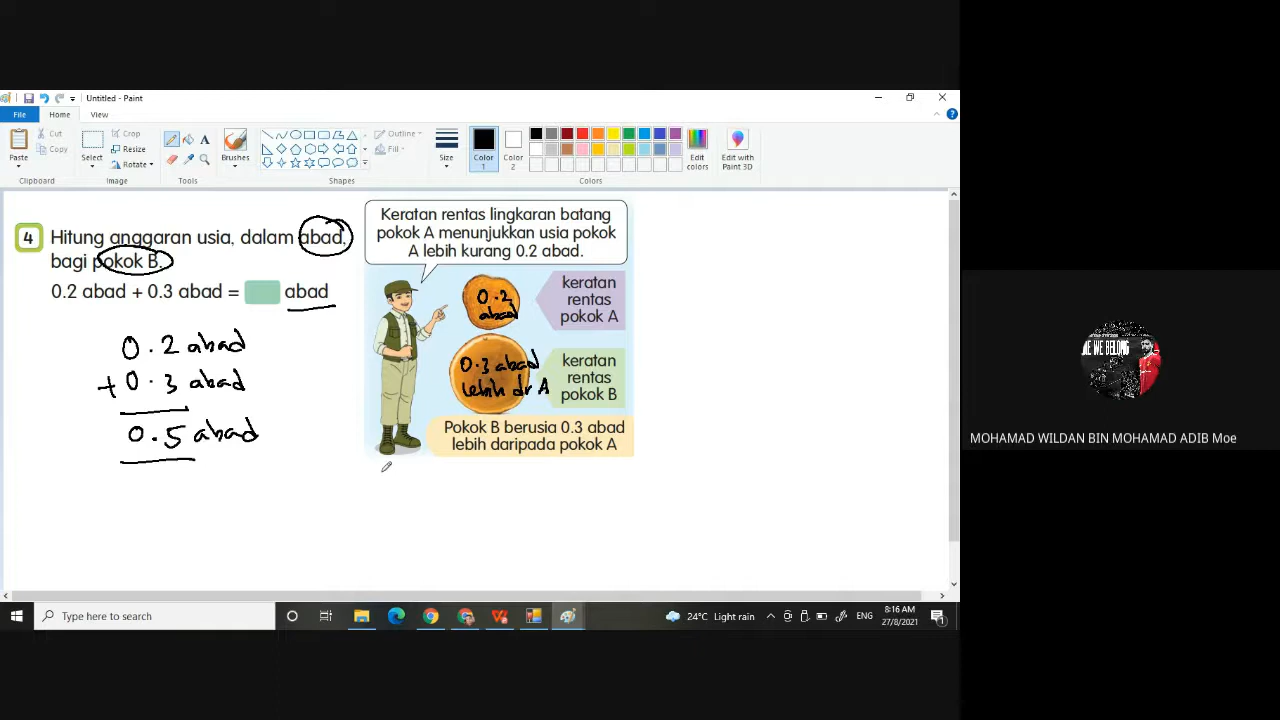 Untitled - Paint
File
Home
View
Paste
Cut
Copy
Clipboard
Select
Crop
Resize
Rotate
Image
Tools
Brushes
Shapes
Outline
Fill
Size
Color
1
Color
2
Edit
colors
Edit with
Paint 3D
Colors
4
Hitung anggaran usia, dalam abad,
bagi pokok B.
0.2 abad + 0.3 abad = abad
0.2 abad
+ 0.3 abad
0.5 abad
Keratan rentas lingkaran batang
pokok A menunjukkan usia pokok
A lebih kurang 0.2 abad.
0.2
abad
keratan
rentas
pokok A
0.3 abad
lebih dr A
keratan
rentas
pokok B
Pokok B berusia 0.3 abad
lebih daripada pokok A
MOHAMAD WILDAN BIN MOHAMAD ADIB Moe
Type here to search
24°C Light rain
ENG
8:16 AM
27/8/2021